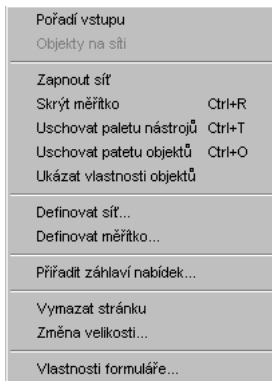 Pořadí vstupu
Objekty na síti
Zapnout síť
Skrýt měřítko Ctrl+R
Uschovat paletu nástrojů Ctrl+T
Uschovat patetu objektů Ctrl+O
Ukázat vlastnosti objektů
Definovat síť...
Definovat měřítko...
Přiřadit záhlaví nabídek...
Vymazat stránku
Změna velikosti...
Vlastnosti formuláře...